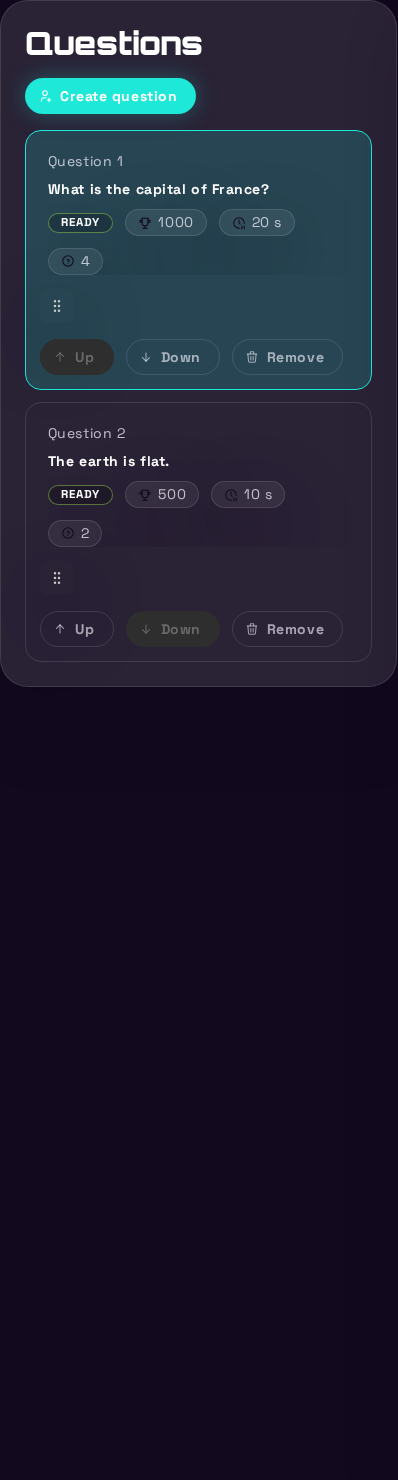 Questions
Create question
Question 1
What is the capital of France?
READY 1000 20 s
4
Up Down Remove
Question 2
The earth is flat.
READY 500 10 s
2
Up Down Remove